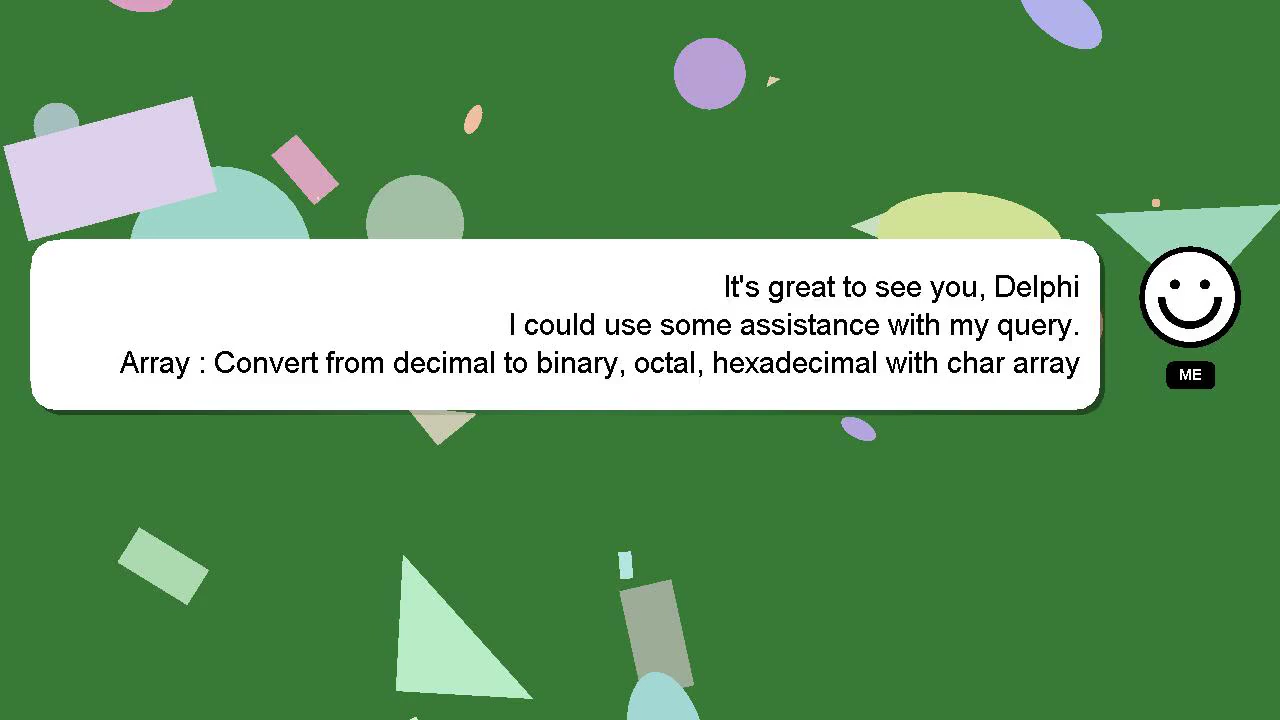 It's great to see you, Delphi
I could use some assistance with my query.
Array : Convert from decimal to binary, octal, hexadecimal with char array
ME